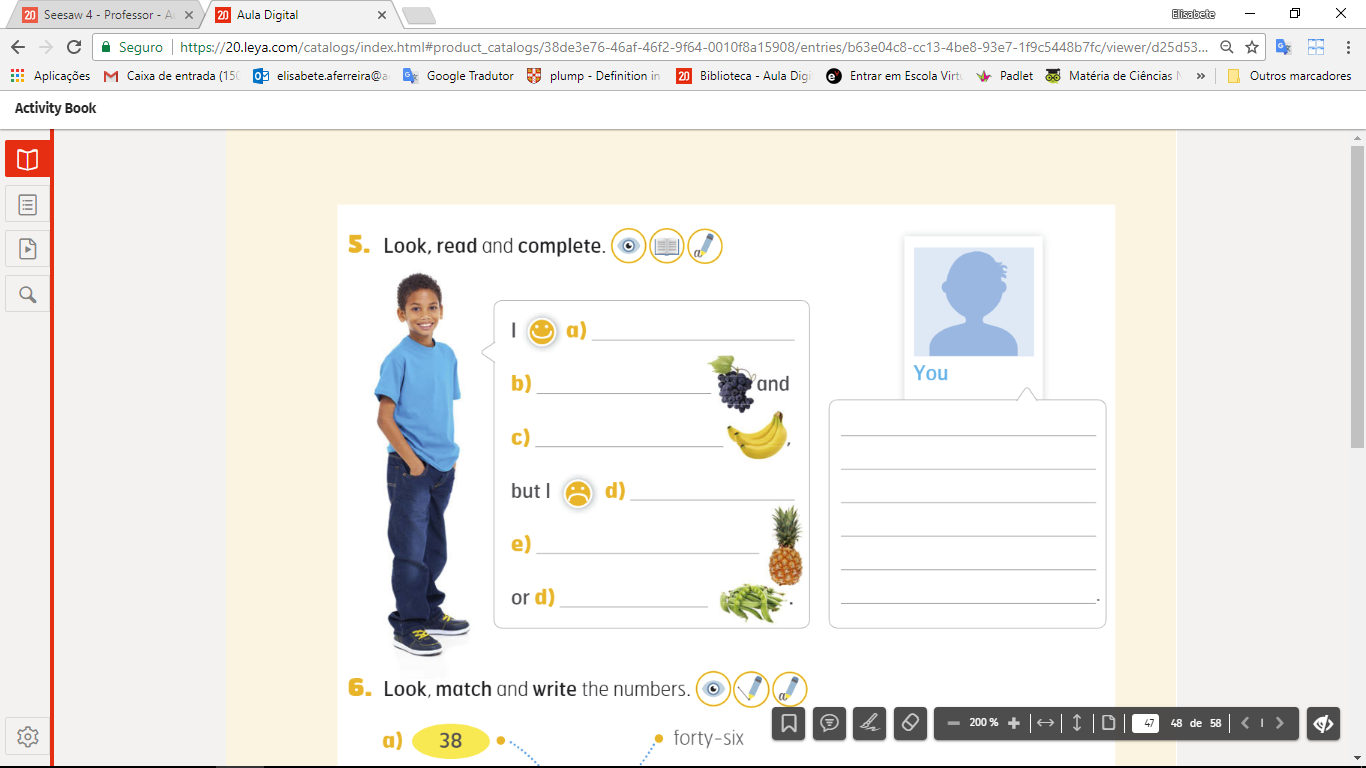 Seesaw 4 - Professor - Au
Aula Digital
Elisabete
Seguro
https://20.leya.com/catalogs/index.html#product_catalogs/38de3e76-46af-46f2-9f64-0010f8a15908/entries/b63e04c8-cc13-4be8-93e7-1f9c5448b7fc/viewer/d25d53...
Aplicações Caixa de entrada (150 elisabete.aferreira@a Google Tradutor plump - Definition in Biblioteca - Aula Digi Entrar em Escola Virtu Padlet Matéria de Ciências N » Outros marcadores
Activity Book
5. Look, read and complete.
I a)
b) and
c) ,
but I d)
e)
or d) .
You
.
6. Look, match and write the numbers.
a) 38 forty-six
200 % 47 48 de 58